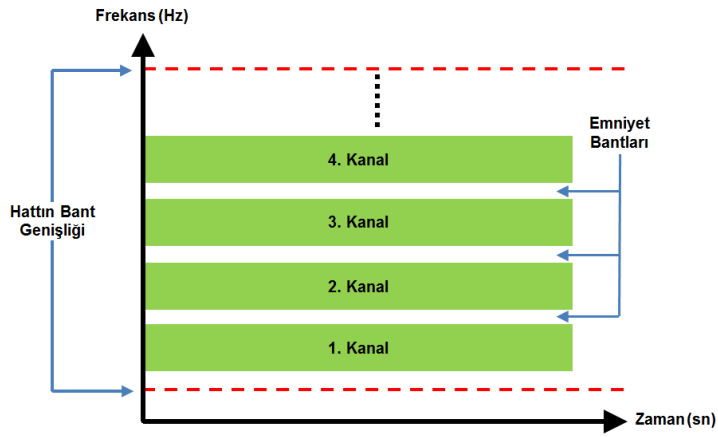 Frekans (Hz)
Emniyet
Bantları
4. Kanal
3. Kanal
Hattın Bant
Genişliği
2. Kanal
1. Kanal
Zaman (sn)